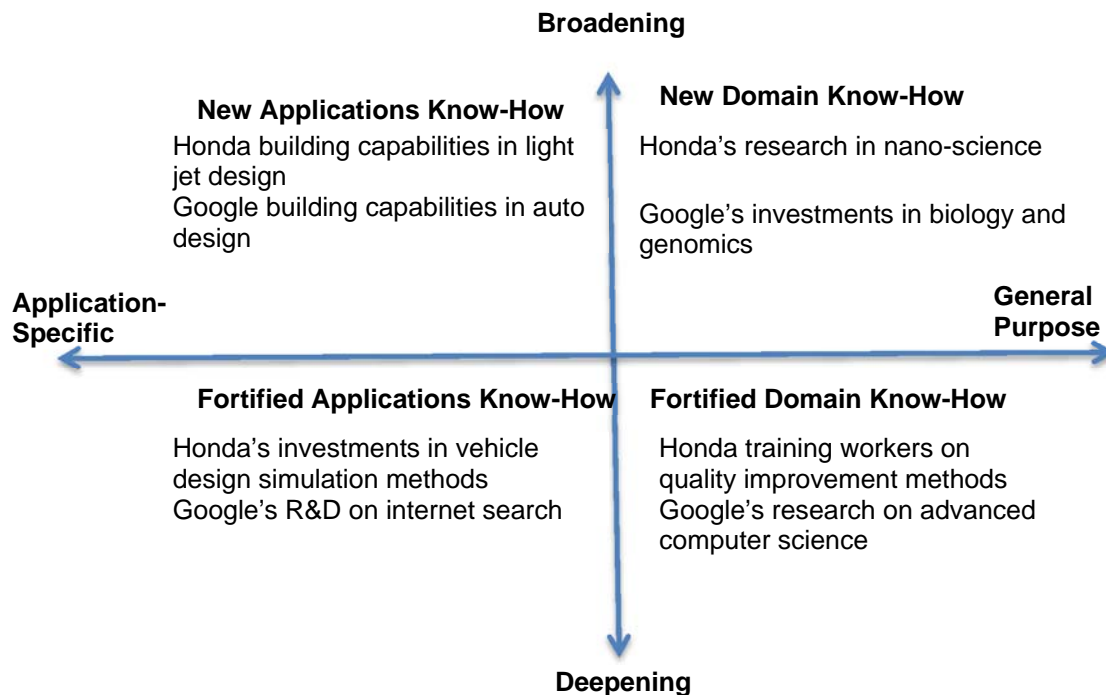 Broadening
New Applications Know-How
Honda building capabilities in light
jet design
Google building capabilities in auto
design
New Domain Know-How
Honda's research in nano-science
Google's investments in biology and
genomics
Application-
Specific
General
Purpose
Fortified Applications Know-How
Honda's investments in vehicle
design simulation methods
Google's R&D on internet search
Fortified Domain Know-How
Honda training workers on
quality improvement methods
Google's research on advanced
computer science
Deepening